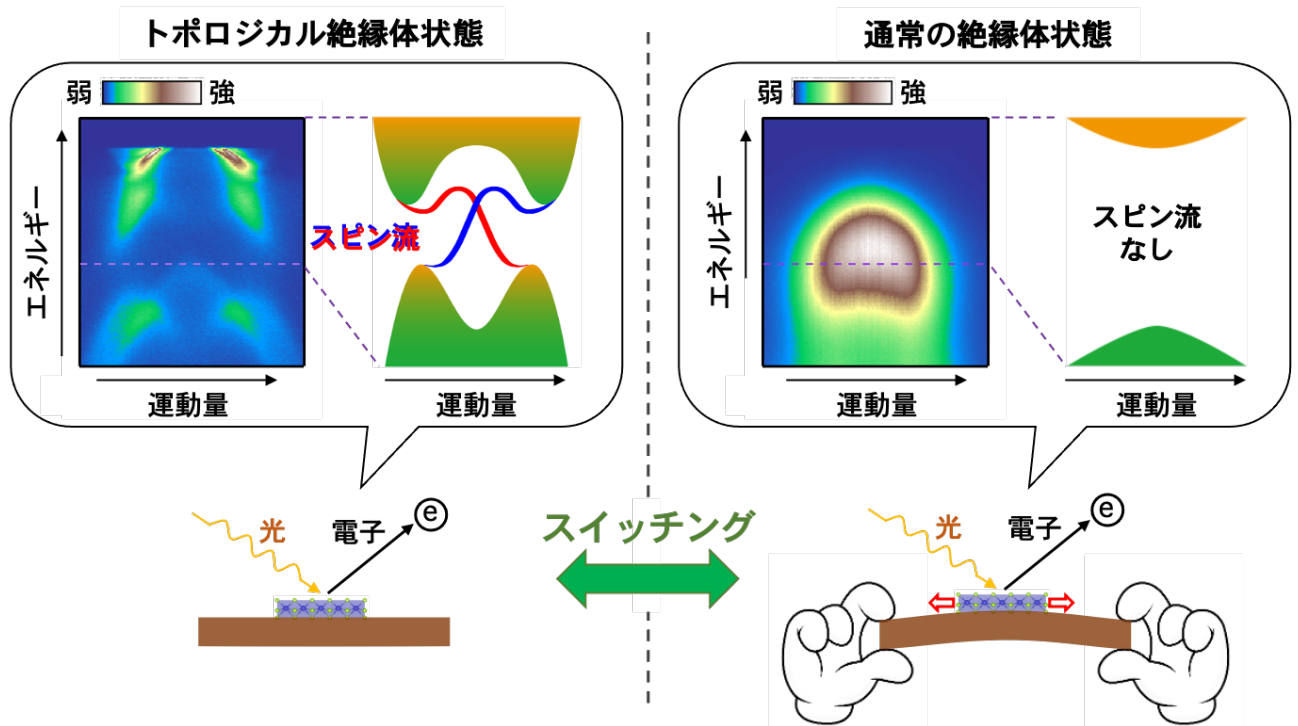 トポロジカル絶縁体状態
弱 強
エネルギー
運動量
スピン流
運動量
光
電子
e
スイッチング
通常の絶縁体状態
弱 強
エネルギー
運動量
スピン流
なし
運動量
光
電子
e